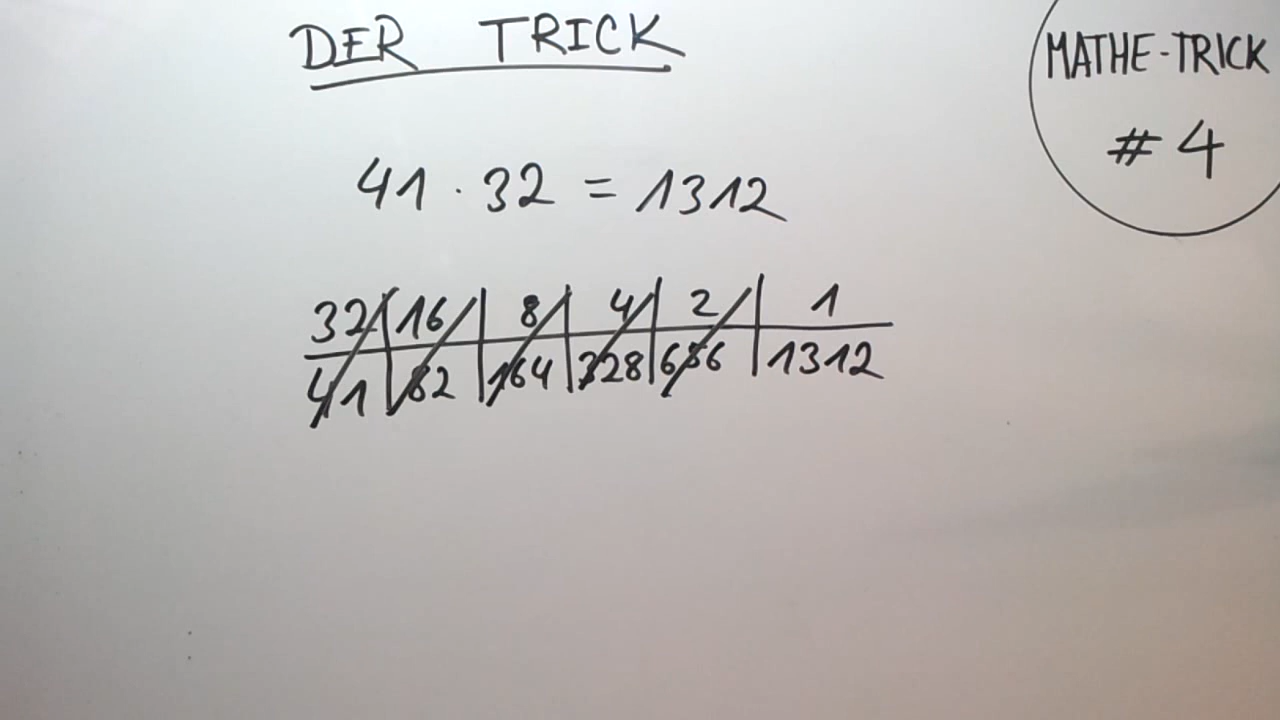 DER TRICK
MATHE-TRICK
# 4
41 · 32 = 1312
32 | 16 | 8 | 4 | 2 | 1
41 | 82 | 164 | 328 | 656 | 1312